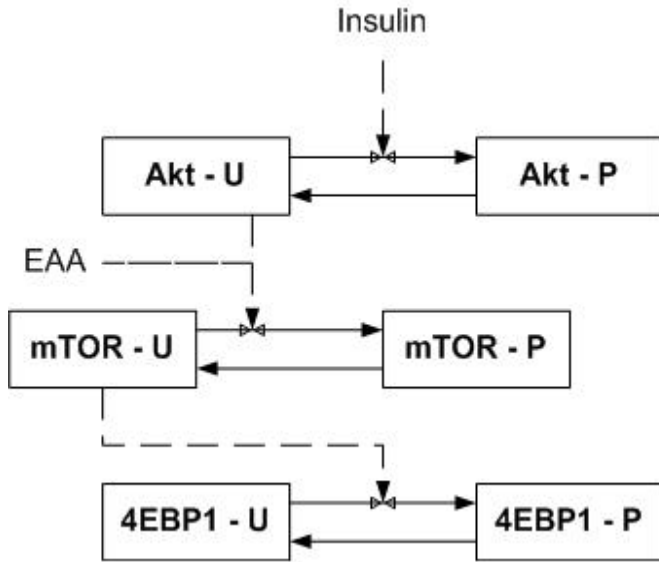 Insulin
Akt - U
Akt - P
EAA
mTOR - U
mTOR - P
4EBP1 - U
4EBP1 - P